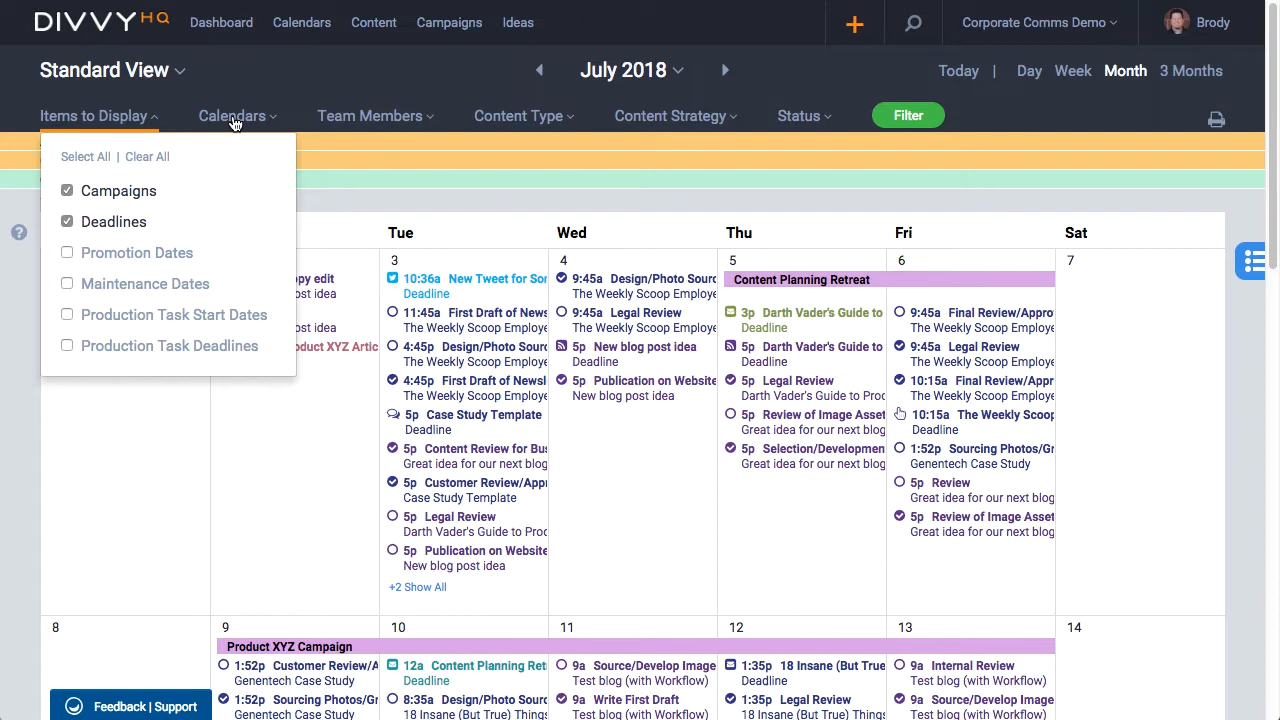 DIVVYHQ Dashboard Calendars Content Campaigns Ideas + Corporate Comms Demo Brody
Standard View July 2018 Today | Day Week Month 3 Months
Items to Display Calendars Team Members Content Type Content Strategy Status Filter
Select All | Clear All
Campaigns
Deadlines
Promotion Dates
Maintenance Dates
Production Task Start Dates
Production Task Deadlines
?
Tue Wed Thu Fri Sat
3
10:36a New Tweet for Sor
Deadline
11:45a First Draft of News
The Weekly Scoop Employe
4:45p Design/Photo Sourc
The Weekly Scoop Employe
4:45p First Draft of Newsl
The Weekly Scoop Employe
5p Case Study Template
Deadline
5p Content Review for Bus
Great idea for our next blog
5p Customer Review/Appr
Case Study Template
5p Legal Review
Darth Vader's Guide to Proc
5p Publication on Website
New blog post idea
+2 Show All
4
9:45a Design/Photo Sourc
The Weekly Scoop Employe
9:45a Legal Review
The Weekly Scoop Employe
5p New blog post idea
Deadline
5p Publication on Website
New blog post idea
5
Content Planning Retreat
3p Darth Vader's Guide to
Deadline
5p Darth Vader's Guide to
Deadline
5p Legal Review
Darth Vader's Guide to Proc
5p Review of Image Asset
Great idea for our next blog
5p Selection/Developmen
Great idea for our next blog
6
9:45a Final Review/Appro
The Weekly Scoop Employe
9:45a Legal Review
The Weekly Scoop Employe
10:15a Final Review/Appr
The Weekly Scoop Employe
10:15a The Weekly Scoop
Deadline
1:52p Sourcing Photos/Gr
Genentech Case Study
5p Review
Great idea for our next blog
5p Review of Image Asset
Great idea for our next blog
7
py edit
ost idea
ost idea
oduct XYZ Artic
8
9
Product XYZ Campaign
1:52p Customer Review/A
Genentech Case Study
1:52p Sourcing Photos/Gr
Genentech Case Study
10
12a Content Planning Retr
Deadline
8:35a Design/Photo Sourc
18 Insane (But True) Things
11
9a Source/Develop Image
Test blog (with Workflow)
9a Write First Draft
Test blog (with Workflow)
12
1:35p 18 Insane (But True
Deadline
1:35p Legal Review
18 Insane (But True) Things
13
9a Internal Review
Test blog (with Workflow)
9a Source/Develop Image
Test blog (with Workflow)
14
Feedback | Support